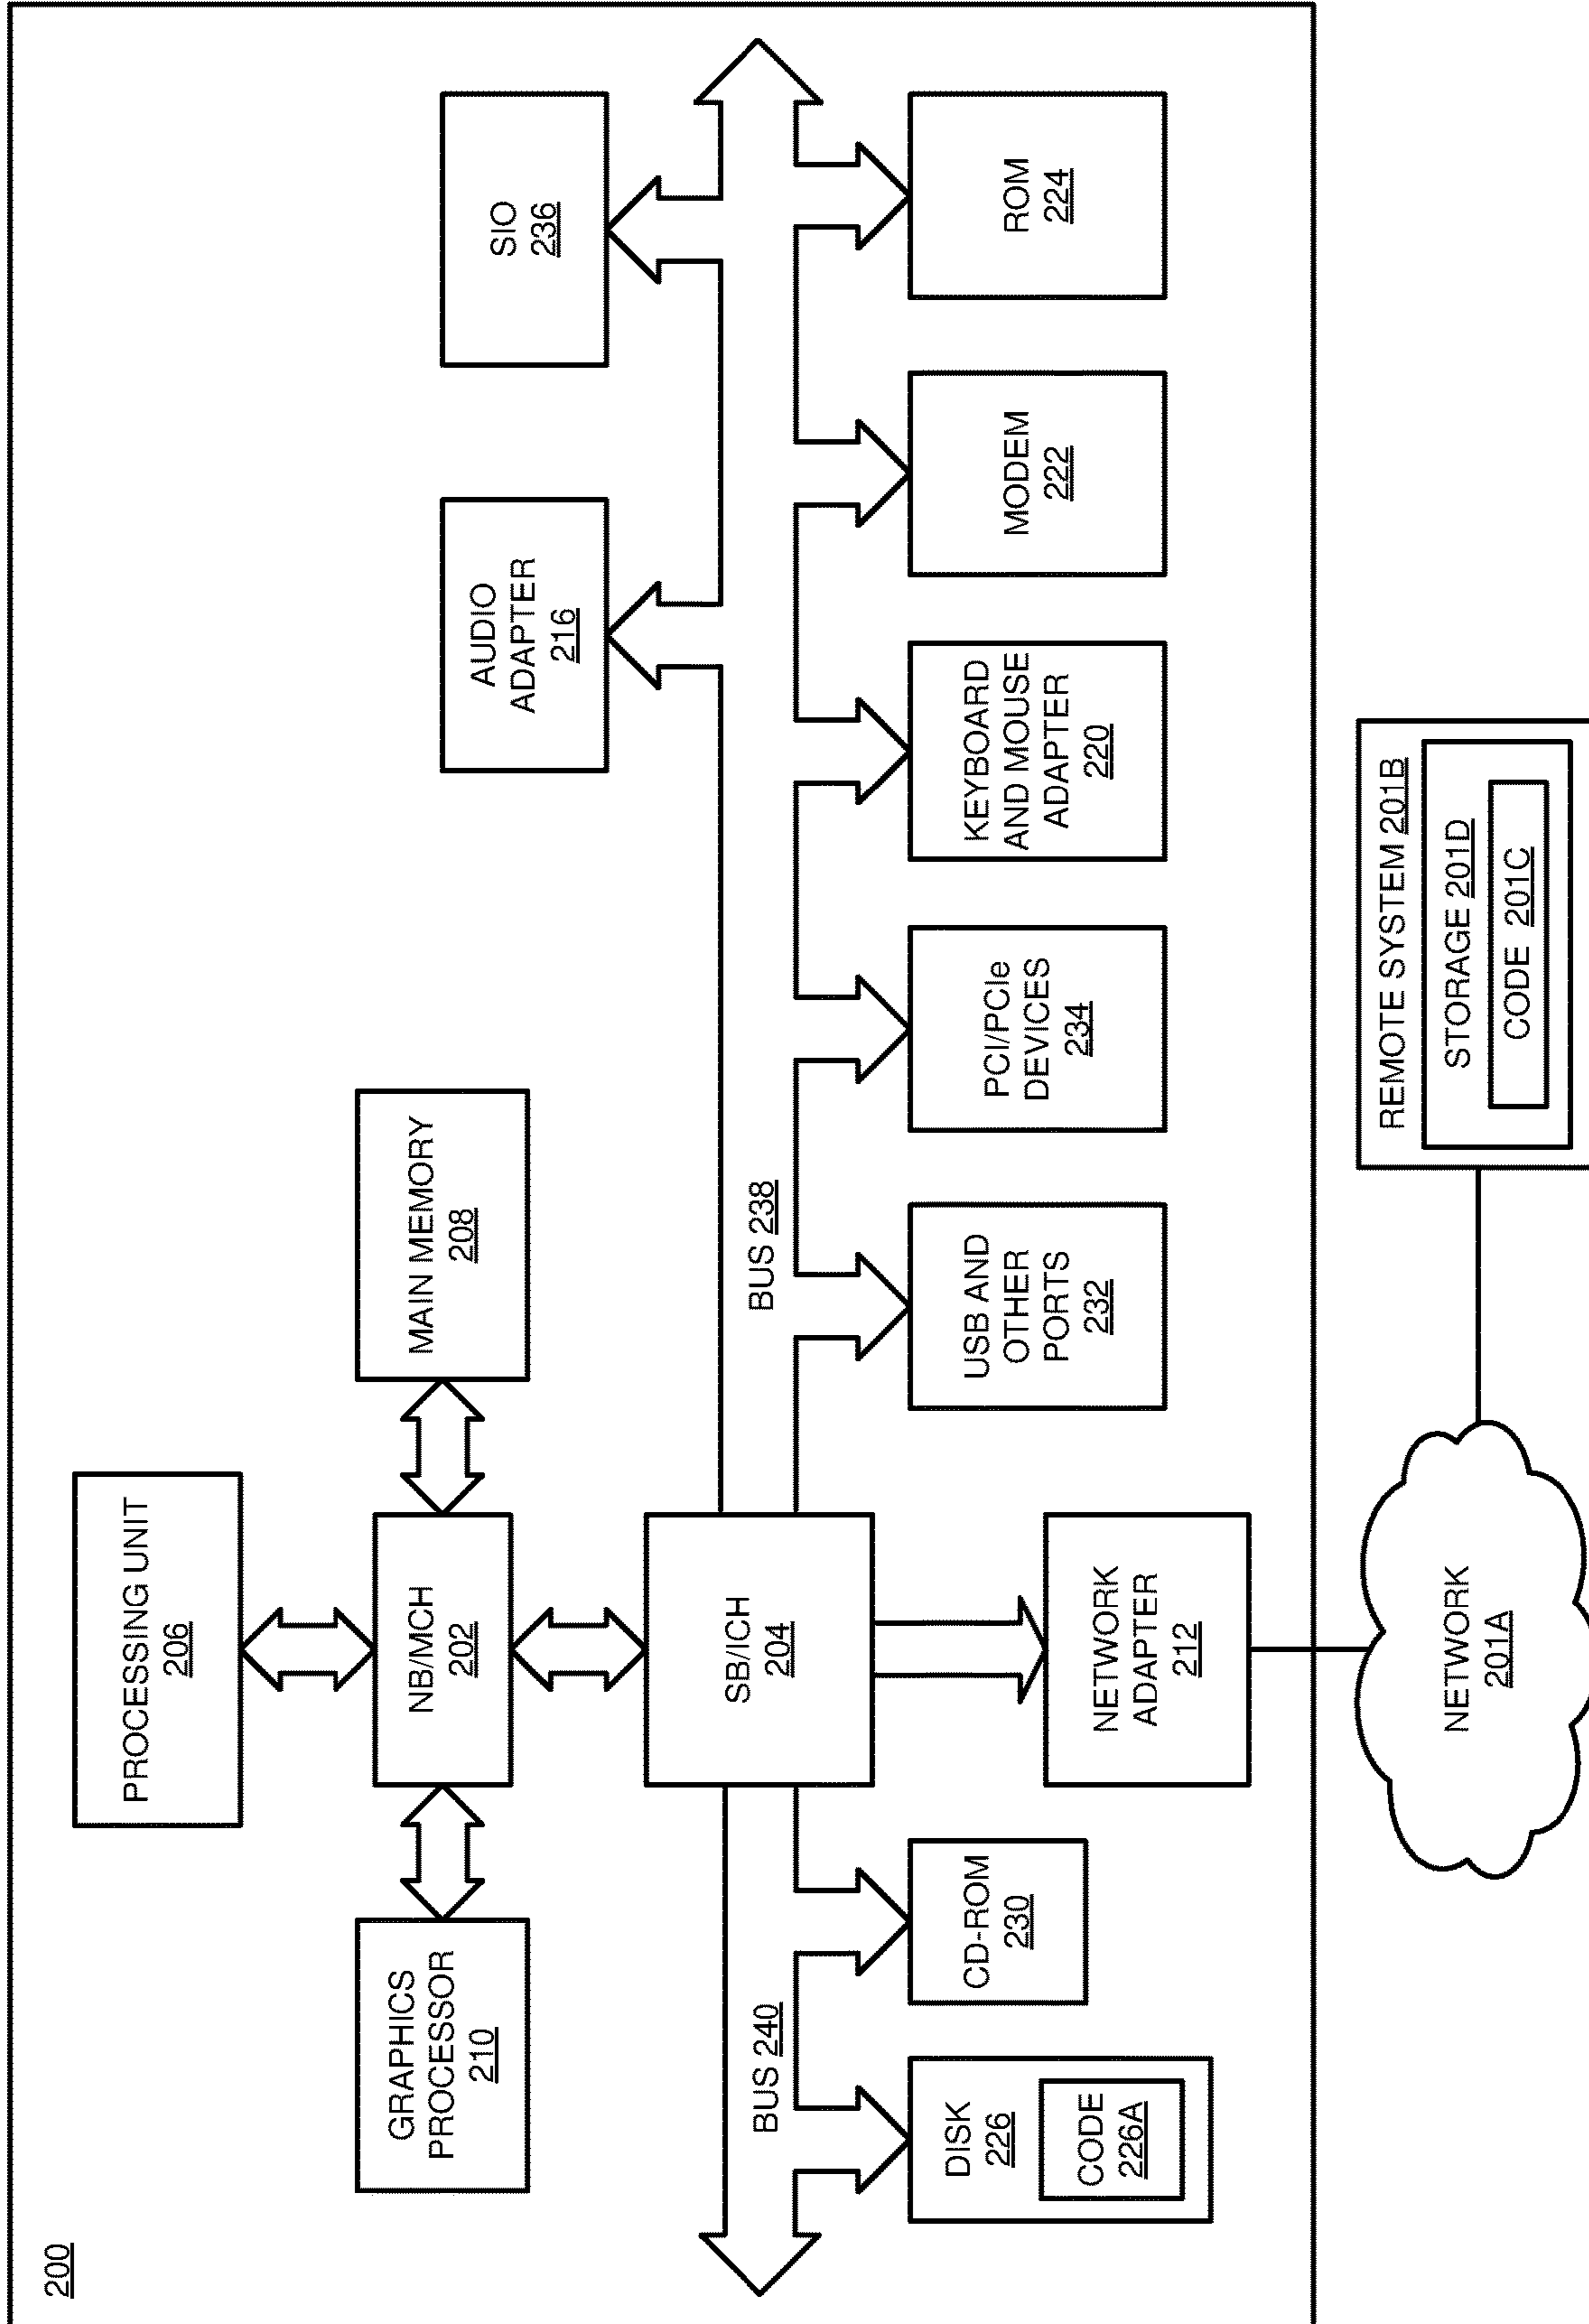 200
PROCESSING UNIT
206
GRAPHICS
PROCESSOR
210
NB/MCH
202
MAIN MEMORY
208
AUDIO
ADAPTER
216
SIO
236
SB/ICH
204
BUS 240
BUS 238
DISK
226
CODE
226A
CD-ROM
230
USB AND
OTHER
PORTS
232
PCI/PCIe
DEVICES
234
KEYBOARD
AND MOUSE
ADAPTER
220
MODEM
222
ROM
224
NETWORK
ADAPTER
212
NETWORK
201A
REMOTE SYSTEM 201B
STORAGE 201D
CODE 201C